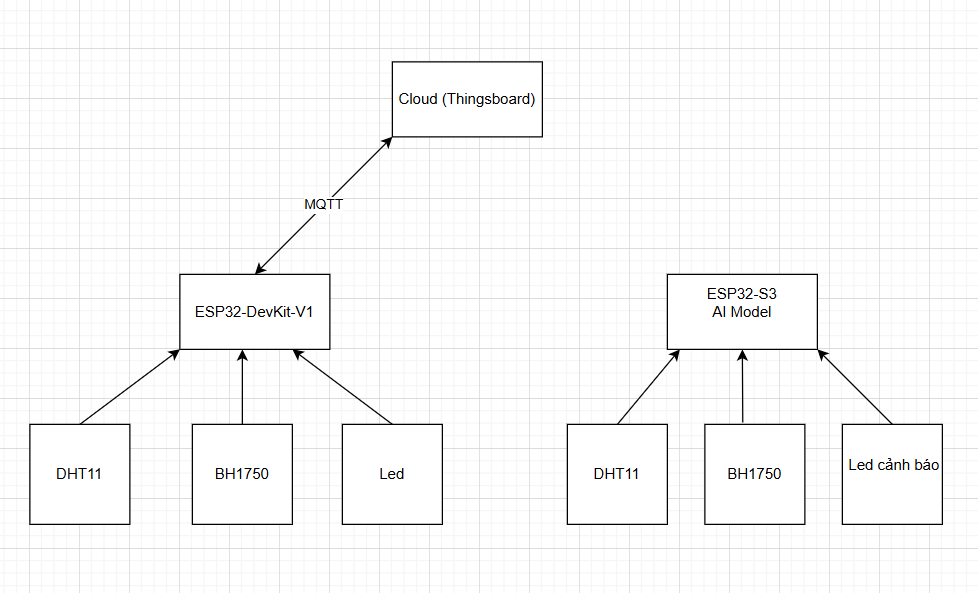 Cloud (Thingsboard)
MQTT
ESP32-DevKit-V1
ESP32-S3
AI Model
DHT11
BH1750
Led
DHT11
BH1750
Led cảnh báo